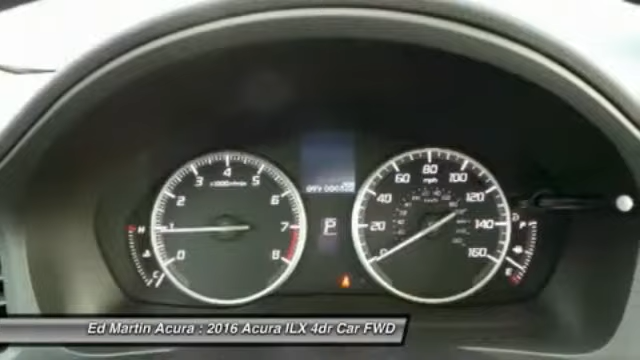 4
3 5
x1000r/min
2 6
1 7
0 8
H
C
P
80
mph
60 100
40 120
20 140
0 160
F
E
Ed Martin Acura : 2016 Acura ILX 4dr Car FWD